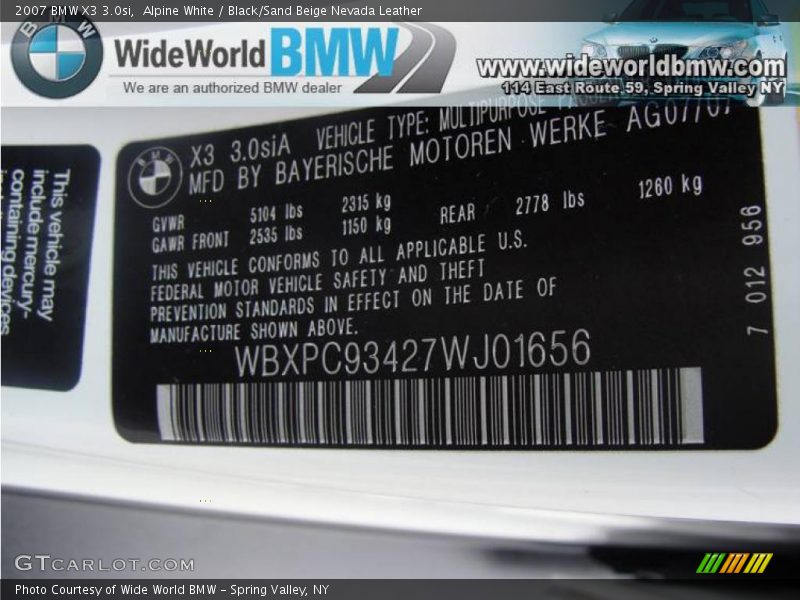 2007 BMW X3 3.0si, Alpine White / Black/Sand Beige Nevada Leather
BMW
WideWorld BMW
We are an authorized BMW dealer
www.wideworldbmw.com
114 East Route 59, Spring Valley NY
X3 3.0siA VEHICLE TYPE: MULTIPURPOSE
MFD BY BAYERISCHE MOTOREN WERKE AG07/07
GVWR 5104 lbs 2315 kg
GAWR FRONT 2535 lbs 1150 kg REAR 2778 lbs 1260 kg
THIS VEHICLE CONFORMS TO ALL APPLICABLE U.S.
FEDERAL MOTOR VEHICLE SAFETY AND THEFT
PREVENTION STANDARDS IN EFFECT ON THE DATE OF
MANUFACTURE SHOWN ABOVE.
WBXPC93427WJ01656
7 012 956
This vehicle may
include mercury-
containing devices
GTCARLOT.COM
Photo Courtesy of Wide World BMW - Spring Valley, NY